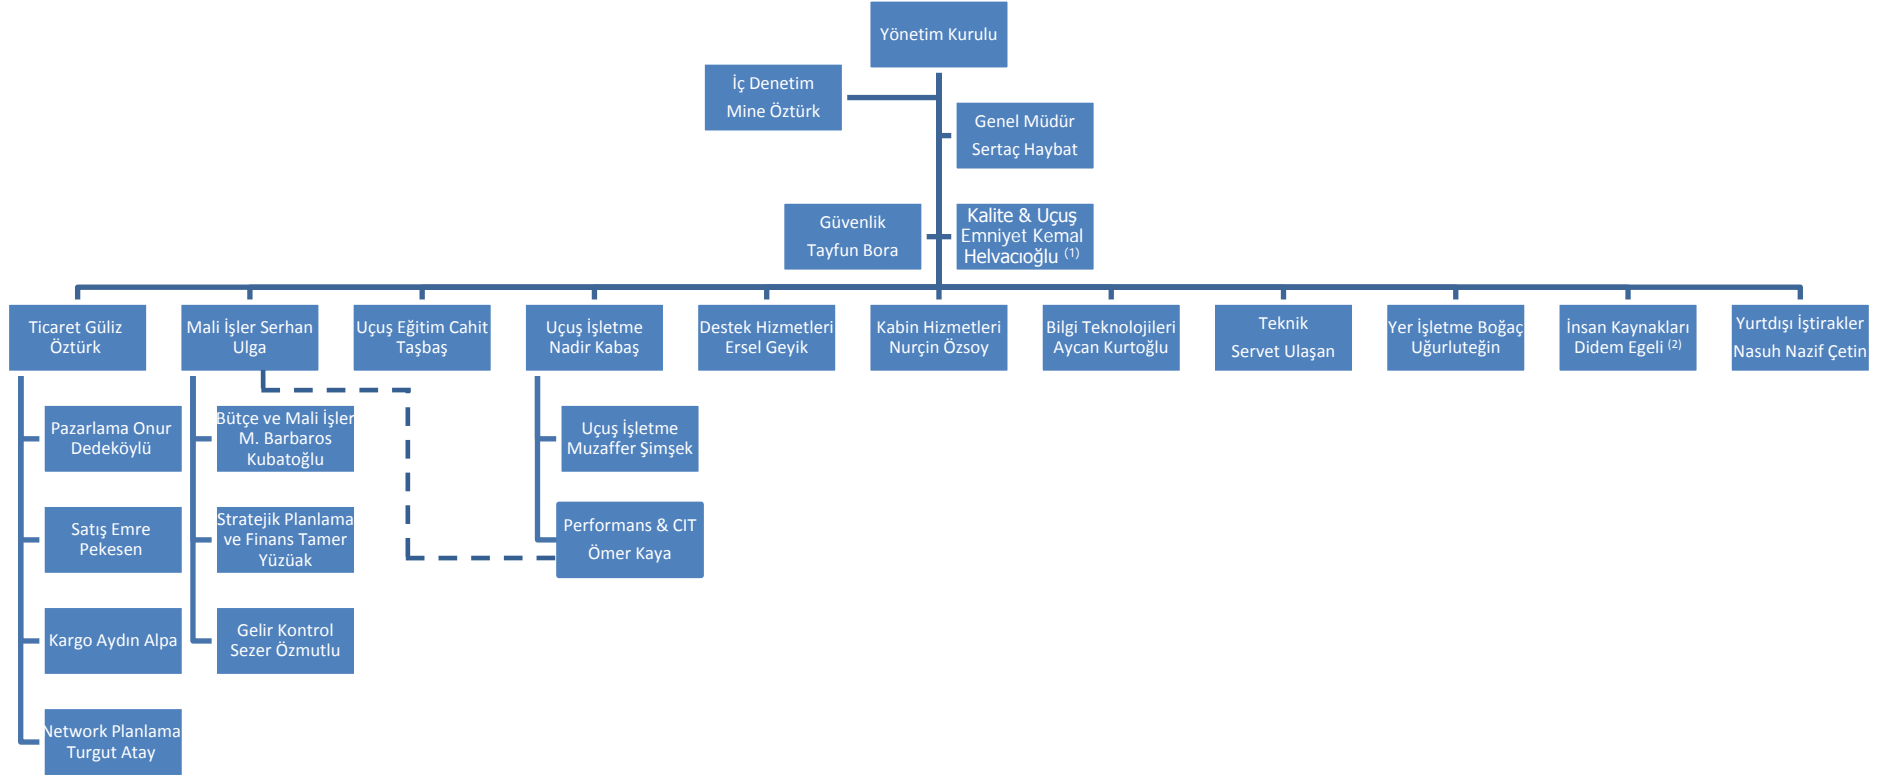 Yönetim Kurulu
İç Denetim
Mine Öztürk
Genel Müdür
Sertaç Haybat
Güvenlik
Tayfun Bora
Kalite & Uçuş
Emniyet Kemal
Helvacıoğlu (1)
Ticaret Güliz
Öztürk
Mali İşler Serhan
Ulga
Uçuş Eğitim Cahit
Taşbaş
Uçuş İşletme
Nadir Kabaş
Destek Hizmetleri
Ersel Geyik
Kabin Hizmetleri
Nurçin Özsoy
Bilgi Teknolojileri
Aycan Kurtoğlu
Teknik
Servet Ulaşan
Yer İşletme Boğaç
Uğurluteğin
İnsan Kaynakları
Didem Egeli (2)
Yurtdışı İştirakler
Nasuh Nazif Çetin
Pazarlama Onur
Dedeköylü
Bütçe ve Mali İşler
M. Barbaros
Kubatoğlu
Uçuş İşletme
Muzaffer Şimşek
Satış Emre
Pekesen
Stratejik Planlama
ve Finans Tamer
Yüzüak
Performans & CIT
Ömer Kaya
Kargo Aydın Alpa
Gelir Kontrol
Sezer Özmutlu
Network Planlama
Turgut Atay